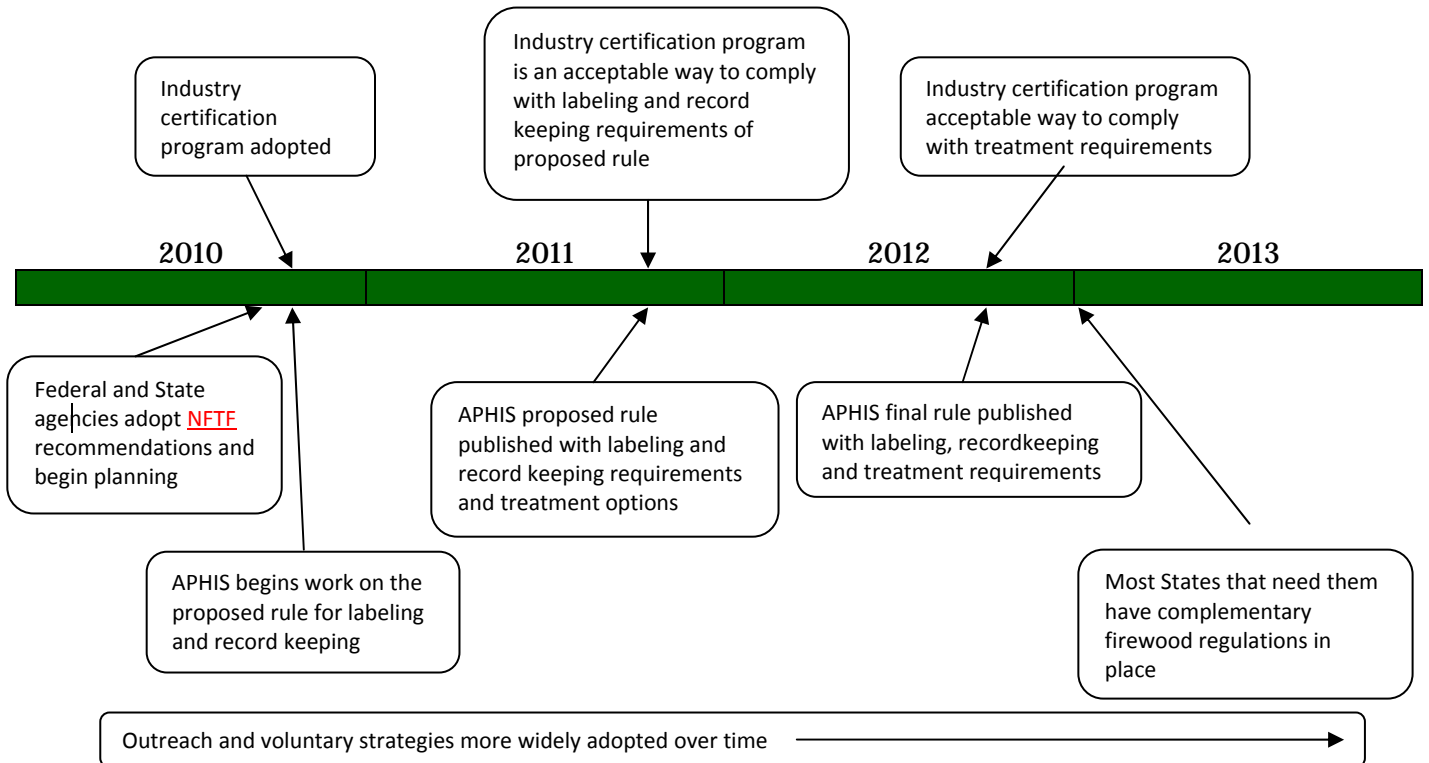 Industry
certification
program adopted
Industry certification program
is an acceptable way to comply
with labeling and record
keeping requirements of
proposed rule
Industry certification program
acceptable way to comply
with treatment requirements
2010
2011
2012
2013
Federal and State
agencies adopt NFTF
recommendations and
begin planning
APHIS begins work on the
proposed rule for labeling
and record keeping
APHIS proposed rule
published with labeling and
record keeping requirements
and treatment options
APHIS final rule published
with labeling, recordkeeping
and treatment requirements
Most States that need them
have complementary
firewood regulations in
place
Outreach and voluntary strategies more widely adopted over time